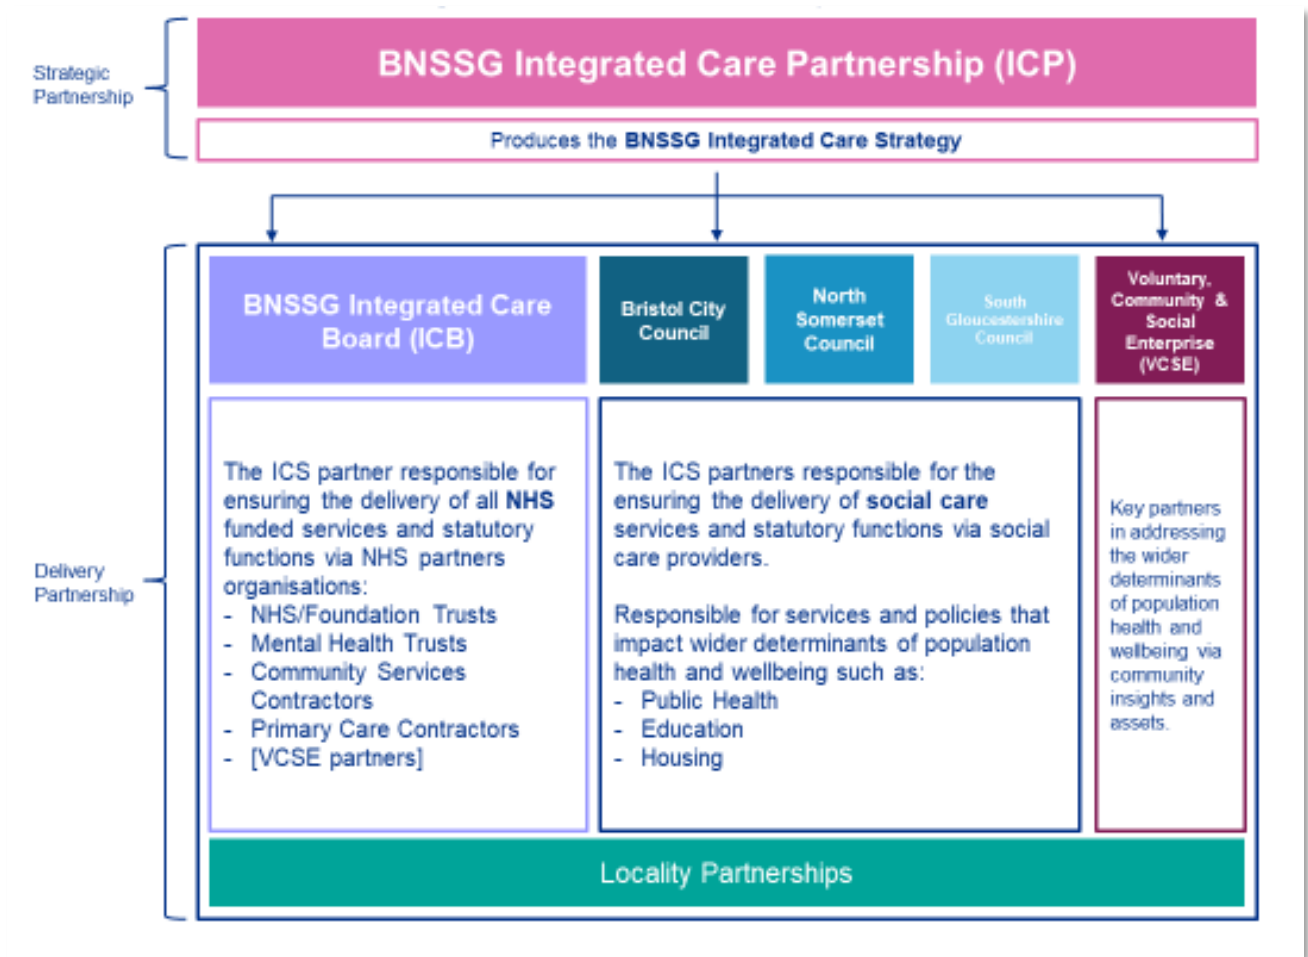 Strategic
Partnership
BNSSG Integrated Care Partnership (ICP)
Produces the BNSSG Integrated Care Strategy
Delivery
Partnership
BNSSG Integrated Care
Board (ICB)
Bristol City
Council
North
Somerset
Council
South
Gloucestershire
Council
Voluntary,
Community &
Social
Enterprise
(VCSE)
The ICS partner responsible for
ensuring the delivery of all NHS
funded services and statutory
functions via NHS partners
organisations:
- NHS/Foundation Trusts
- Mental Health Trusts
- Community Services
Contractors
- Primary Care Contractors
- [VCSE partners]
The ICS partners responsible for the
ensuring the delivery of social care
services and statutory functions via social
care providers.
Responsible for services and policies that
impact wider determinants of population
health and wellbeing such as:
- Public Health
- Education
- Housing
Key partners
in addressing
the wider
determinants
of population
health and
wellbeing via
community
insights and
assets.
Locality Partnerships